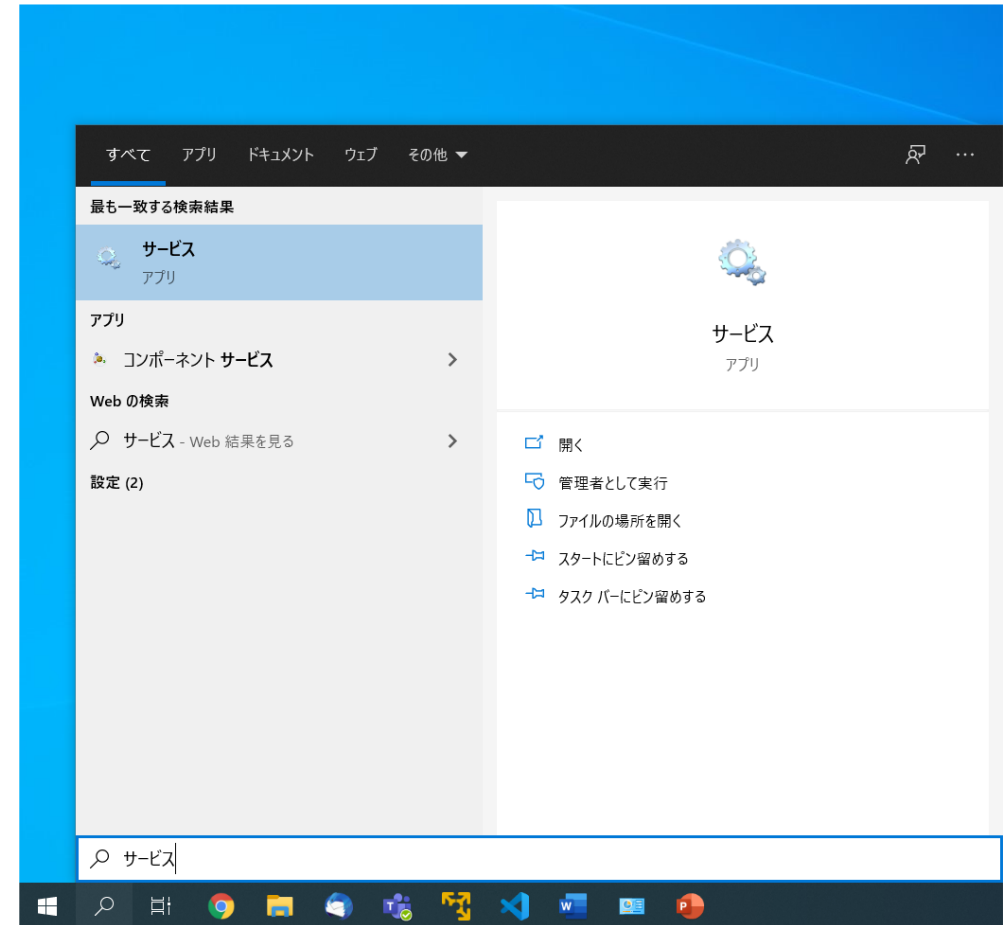 すべて アプリ ドキュメント ウェブ その他
最も一致する検索結果
サービス
アプリ
アプリ
コンポーネント サービス
Web の検索
サービス - Web 結果を見る
設定 (2)
サービス
アプリ
開く
管理者として実行
ファイルの場所を開く
スタートにピン留めする
タスク バーにピン留めする
サービス